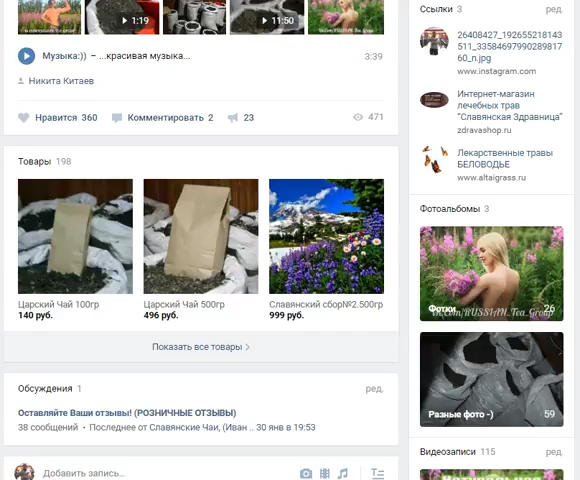 1:19
11:50
Музыка:)) – ...красивая музыка...
3:39
Никита Китаев
Нравится 360
Комментировать 2
23
471
Товары 198
Царский Чай 100гр
140 руб.
Царский Чай 500гр
496 руб.
Славянский сбор№2.500гр
999 руб.
Показать все товары
Обсуждения 1
ред.
Оставляйте Ваши отзывы! (РОЗНИЧНЫЕ ОТЗЫВЫ)
38 сообщений • Последнее от Славянские Чаи, (Иван .. 30 янв в 19:53
Добавить запись...
Ссылки 3
ред.
26408427_192655218143
511_33584697990289817
60_n.jpg
www.instagram.com
Интернет-магазин
лечебных трав
"Славянская Здравница"
zdravashop.ru
Лекарственные травы
БЕЛОВОДЬЕ
www.altaigrass.ru
Фотоальбомы 3
Фотки
26
vk.com/RUSSIAN_Tea_Group
Разные фото -)
59
Видеозаписи 115
ред.